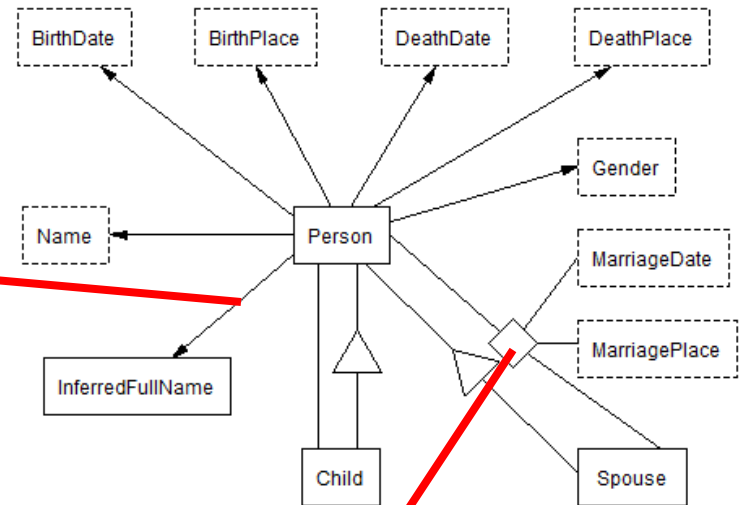 BirthDate
BirthPlace
DeathDate
DeathPlace
Gender
Name
Person
MarriageDate
MarriagePlace
InferredFullName
Child
Spouse